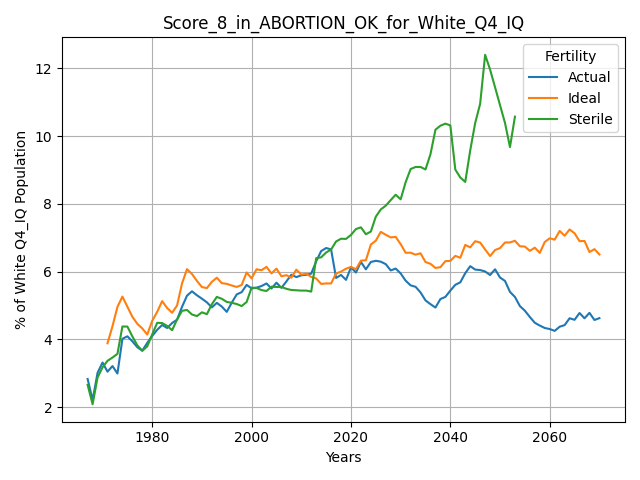 Score_8_in_ABORTION_OK_for_White_Q4_IQ
Fertility
Actual
Ideal
Sterile
% of White Q4_IQ Population
12
10
8
6
4
2
1980
2000
2020
2040
2060
Years